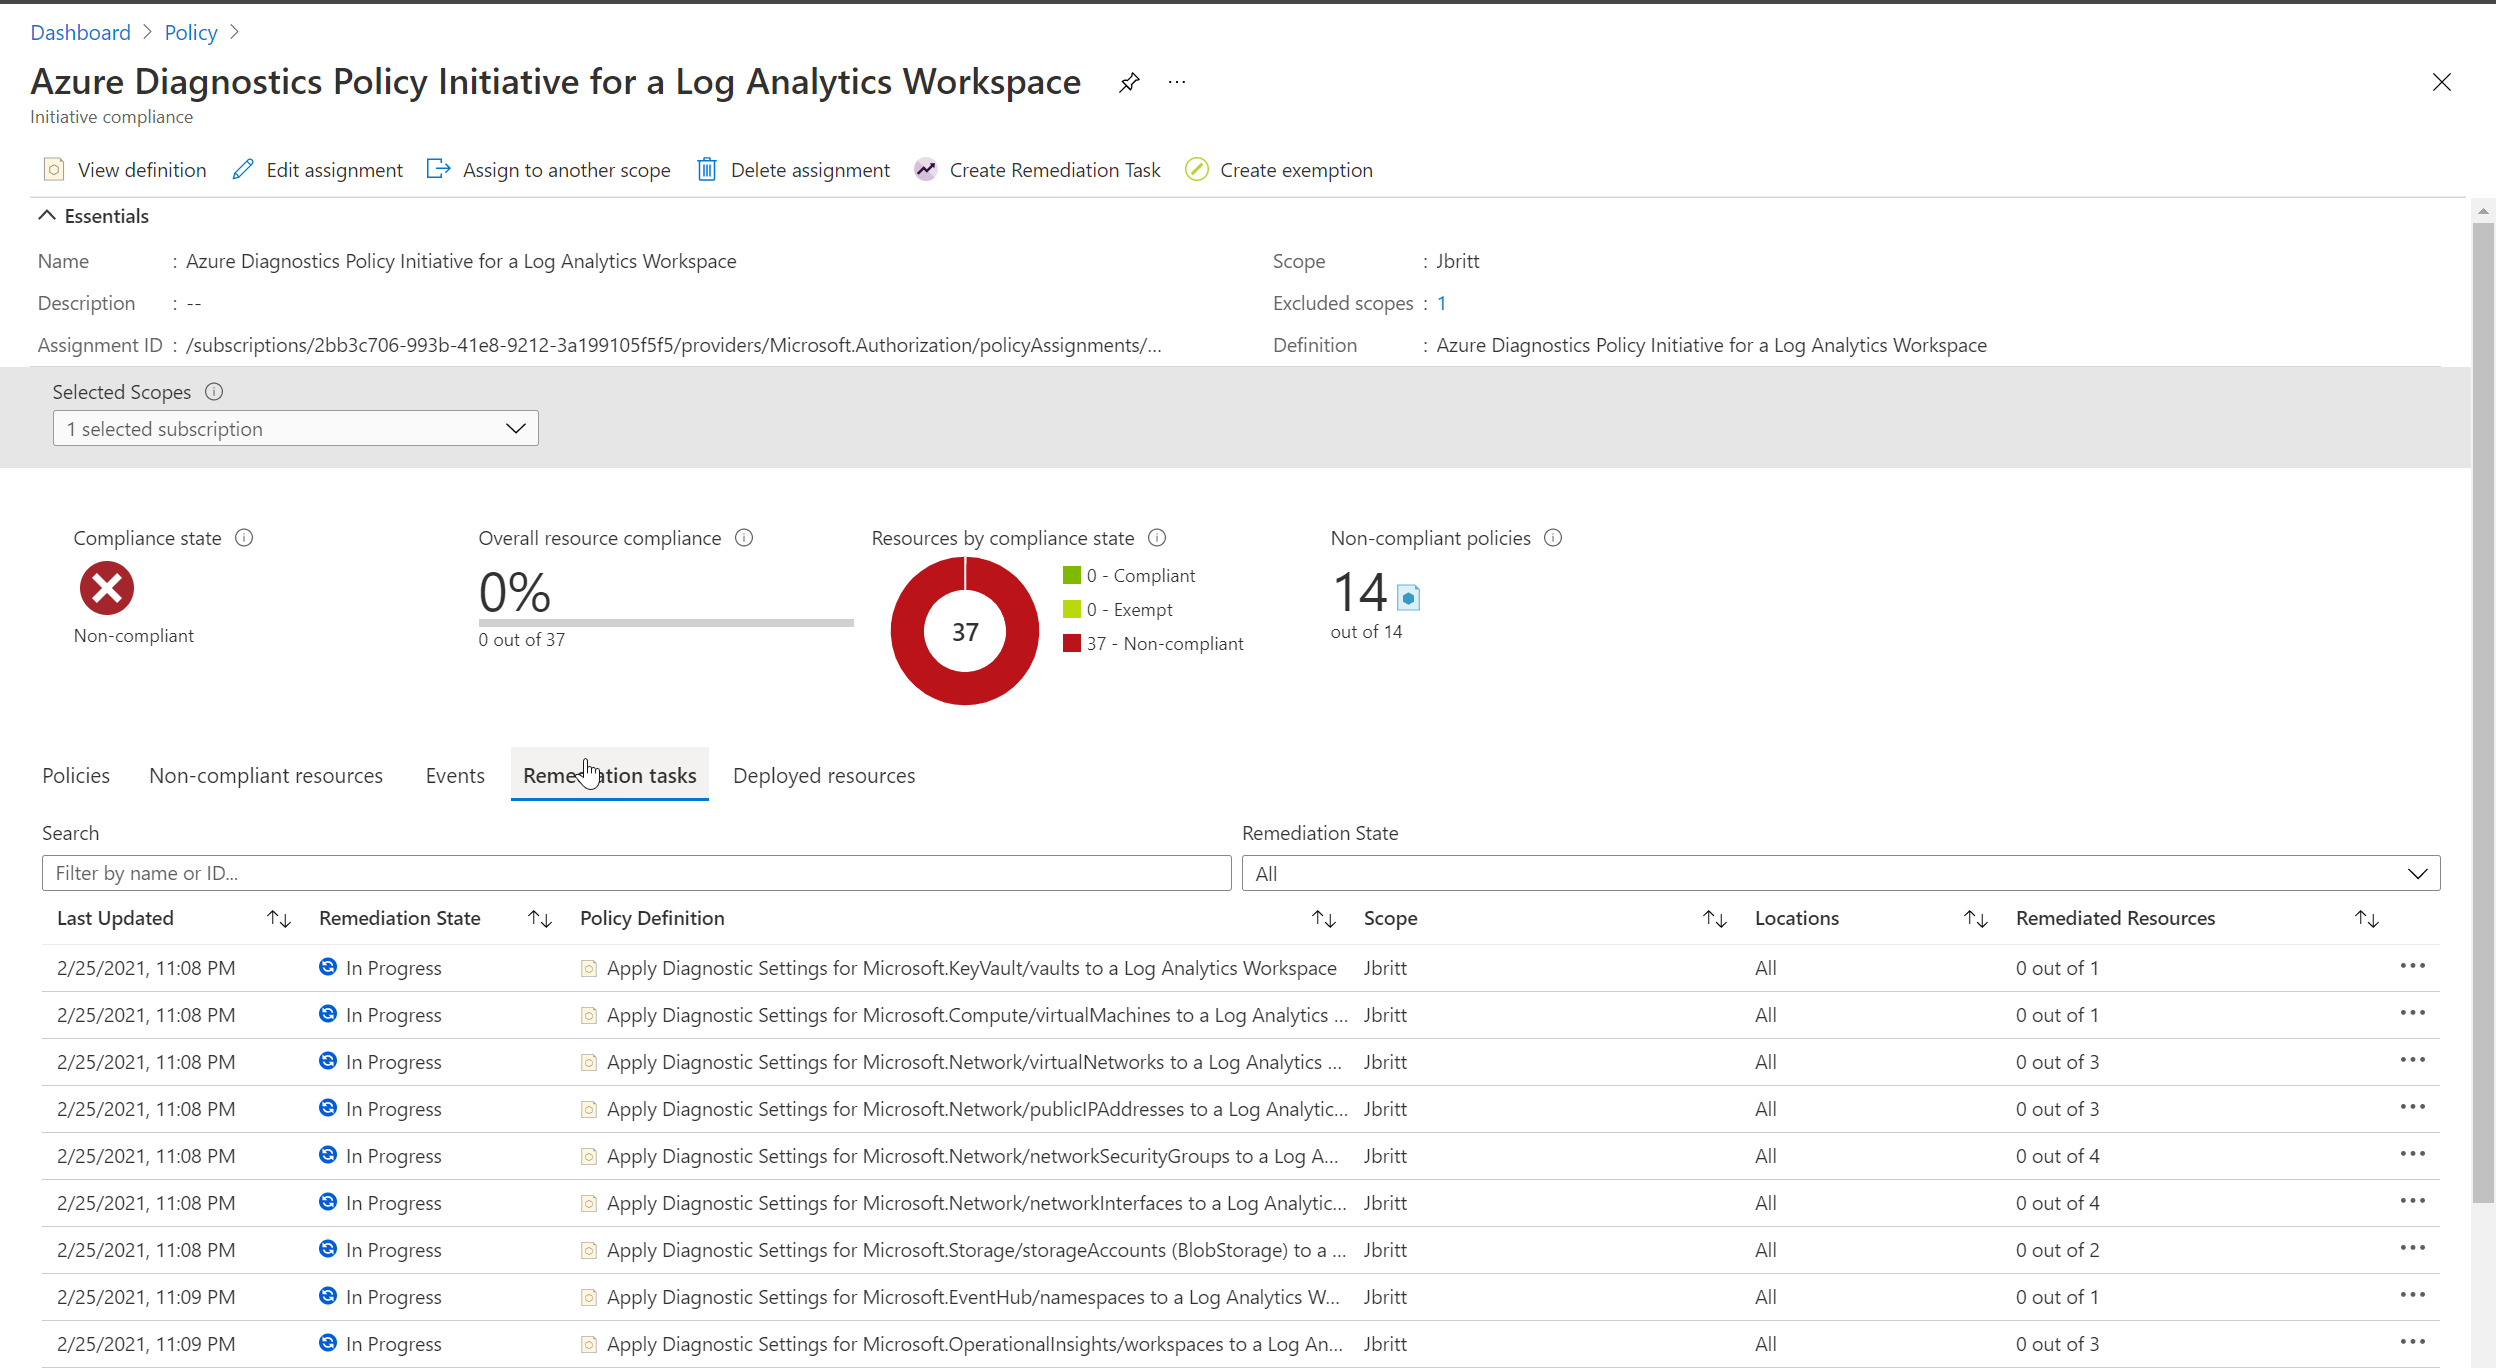 Dashboard > Policy >
Azure Diagnostics Policy Initiative for a Log Analytics Workspace ...
Initiative compliance
View definition Edit assignment Assign to another scope Delete assignment Create Remediation Task Create exemption
Essentials
Name : Azure Diagnostics Policy Initiative for a Log Analytics Workspace Scope : Jbritt
Description : -- Excluded scopes : 1
Assignment ID : /subscriptions/2bb3c706-993b-41e8-9212-3a199105f5f5/providers/Microsoft.Authorization/policyAssignments/... Definition : Azure Diagnostics Policy Initiative for a Log Analytics Workspace
Selected Scopes
1 selected subscription
Compliance state
Non-compliant
Overall resource compliance
0%
0 out of 37
Resources by compliance state
37
0 - Compliant
0 - Exempt
37 - Non-compliant
Non-compliant policies
14
out of 14
Policies Non-compliant resources Events Remediation tasks Deployed resources
Search Remediation State
Filter by name or ID... All
Last Updated Remediation State Policy Definition Scope Locations Remediated Resources
2/25/2021, 11:08 PM In Progress Apply Diagnostic Settings for Microsoft.KeyVault/vaults to a Log Analytics Workspace Jbritt All 0 out of 1
2/25/2021, 11:08 PM In Progress Apply Diagnostic Settings for Microsoft.Compute/virtualMachines to a Log Analytics ... Jbritt All 0 out of 1
2/25/2021, 11:08 PM In Progress Apply Diagnostic Settings for Microsoft.Network/virtualNetworks to a Log Analytics ... Jbritt All 0 out of 3
2/25/2021, 11:08 PM In Progress Apply Diagnostic Settings for Microsoft.Network/publicIPAddresses to a Log Analytic... Jbritt All 0 out of 3
2/25/2021, 11:08 PM In Progress Apply Diagnostic Settings for Microsoft.Network/networkSecurityGroups to a Log A... Jbritt All 0 out of 4
2/25/2021, 11:08 PM In Progress Apply Diagnostic Settings for Microsoft.Network/networkInterfaces to a Log Analytic... Jbritt All 0 out of 4
2/25/2021, 11:08 PM In Progress Apply Diagnostic Settings for Microsoft.Storage/storageAccounts (BlobStorage) to a ... Jbritt All 0 out of 2
2/25/2021, 11:09 PM In Progress Apply Diagnostic Settings for Microsoft.EventHub/namespaces to a Log Analytics W... Jbritt All 0 out of 1
2/25/2021, 11:09 PM In Progress Apply Diagnostic Settings for Microsoft.OperationalInsights/workspaces to a Log An... Jbritt All 0 out of 3